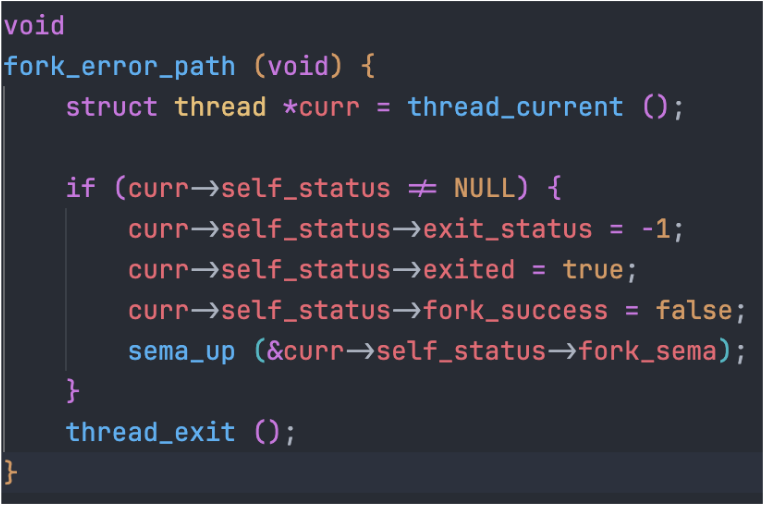 void
fork_error_path (void) {
    struct thread *curr = thread_current ();

    if (curr->self_status != NULL) {
        curr->self_status->exit_status = -1;
        curr->self_status->exited = true;
        curr->self_status->fork_success = false;
        sema_up (&curr->self_status->fork_sema);
    }
    thread_exit ();
}